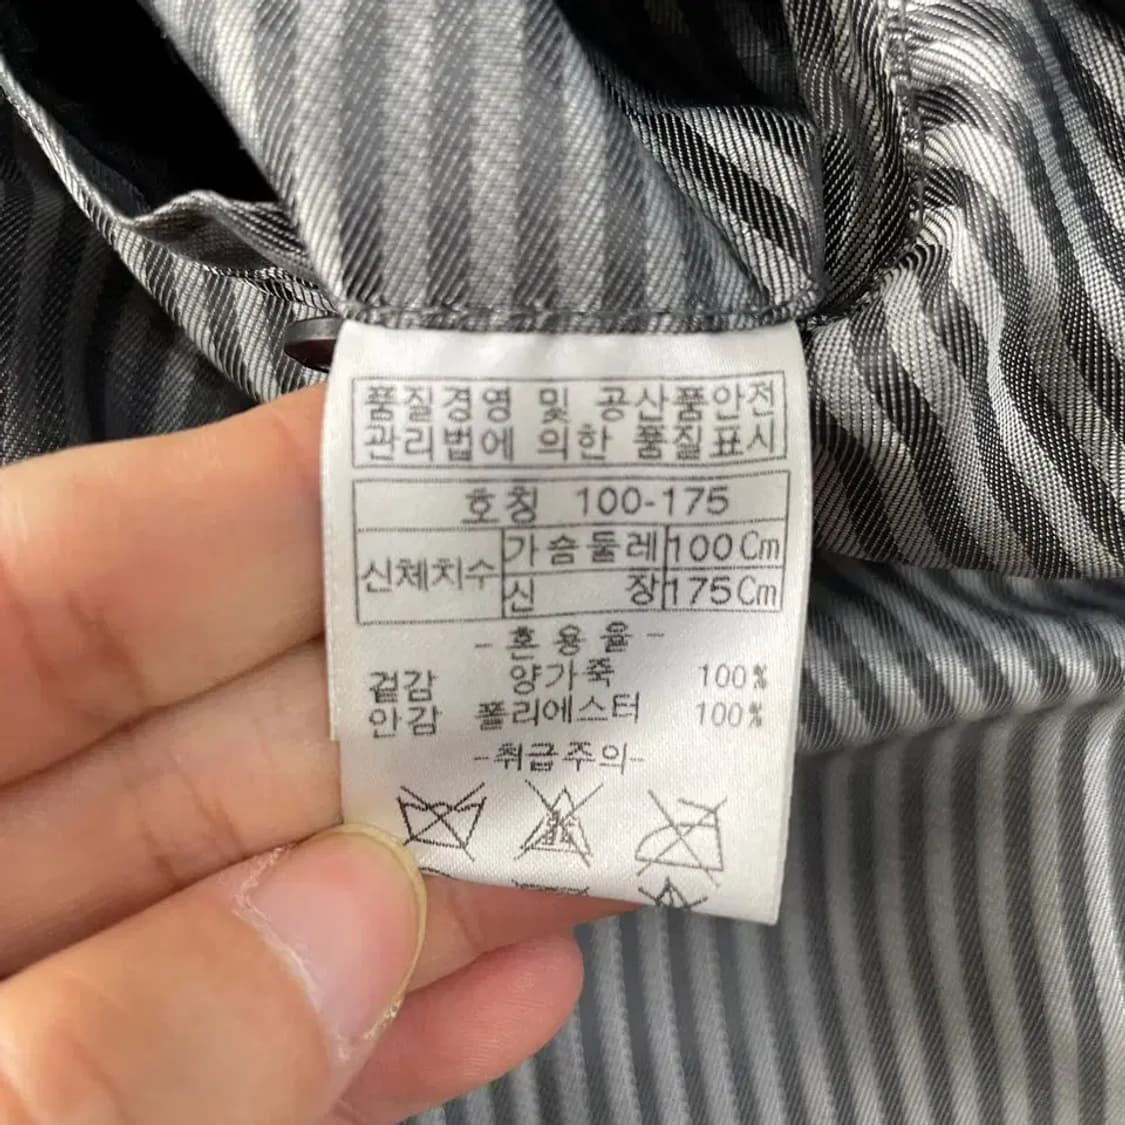 품질경영 및 공산품안전
관리법에 의한 품질표시
호칭 100-175
신체치수 가슴둘레 100Cm
신장 175Cm
-혼용율-
겉감 양가죽 100%
안감 폴리에스터 100%
-취급주의-